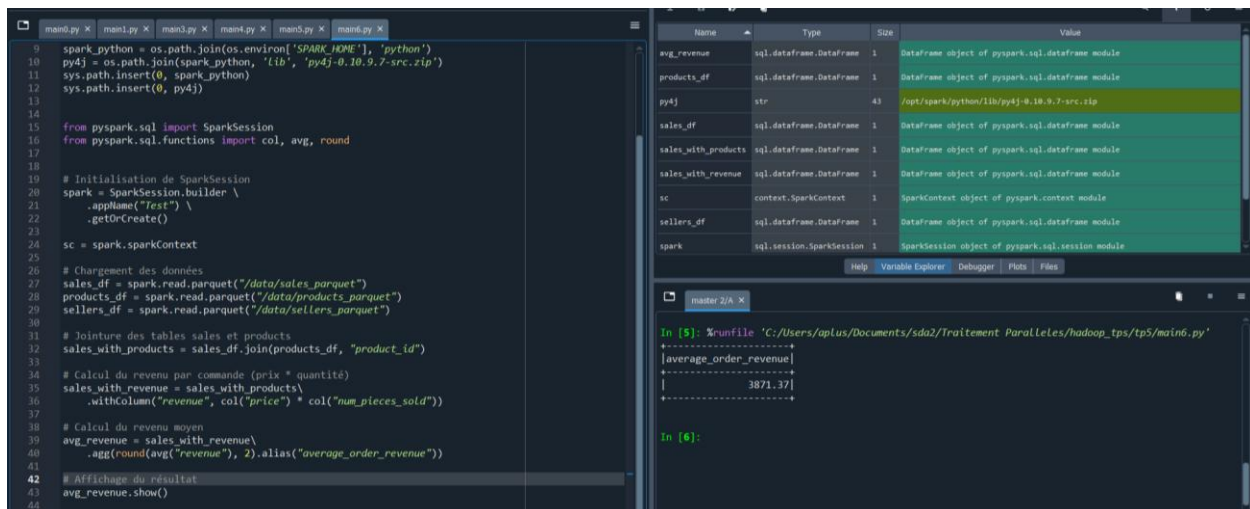 main0.py × main1.py × main3.py × main4.py × main5.py × main6.py ×
9 spark_python = os.path.join(os.environ['SPARK_HOME'], 'python')
10 py4j = os.path.join(spark_python, 'lib', 'py4j-0.10.9.7-src.zip')
11 sys.path.insert(0, spark_python)
12 sys.path.insert(0, py4j)
13
14
15 from pyspark.sql import SparkSession
16 from pyspark.sql.functions import col, avg, round
17
18
19 # Initialisation de SparkSession
20 spark = SparkSession.builder \
21 .appName("Test") \
22 .getOrCreate()
23
24 sc = spark.sparkContext
25
26 # Chargement des données
27 sales_df = spark.read.parquet("/data/sales_parquet")
28 products_df = spark.read.parquet("/data/products_parquet")
29 sellers_df = spark.read.parquet("/data/sellers_parquet")
30
31 # Jointure des tables sales et products
32 sales_with_products = sales_df.join(products_df, "product_id")
33
34 # Calcul du revenu par commande (prix * quantité)
35 sales_with_revenue = sales_with_products\
36 .withColumn("revenue", col("price") * col("num_pieces_sold"))
37
38 # Calcul du revenu moyen
39 avg_revenue = sales_with_revenue\
40 .agg(round(avg("revenue"), 2).alias("average_order_revenue"))
41
42 # Affichage du résultat
43 avg_revenue.show()
44
Name Type Size Value
avg_revenue sql.dataframe.DataFrame 1 DataFrame object of pyspark.sql.dataframe module
products_df sql.dataframe.DataFrame 1 DataFrame object of pyspark.sql.dataframe module
py4j str 43 /opt/spark/python/lib/py4j-0.10.9.7-src.zip
sales_df sql.dataframe.DataFrame 1 DataFrame object of pyspark.sql.dataframe module
sales_with_products sql.dataframe.DataFrame 1 DataFrame object of pyspark.sql.dataframe module
sales_with_revenue sql.dataframe.DataFrame 1 DataFrame object of pyspark.sql.dataframe module
sc context.SparkContext 1 SparkContext object of pyspark.context module
sellers_df sql.dataframe.DataFrame 1 DataFrame object of pyspark.sql.dataframe module
spark sql.session.SparkSession 1 SparkSession object of pyspark.sql.session module
Help Variable Explorer Debugger Plots Files
master 2/A ×
In [5]: %runfile 'C:/Users/aplus/Documents/sda2/Traitement Paralleles/hadoop_tps/tp5/main6.py'
+---------------------+
|average_order_revenue|
+---------------------+
| 3871.37|
+---------------------+
In [6]: